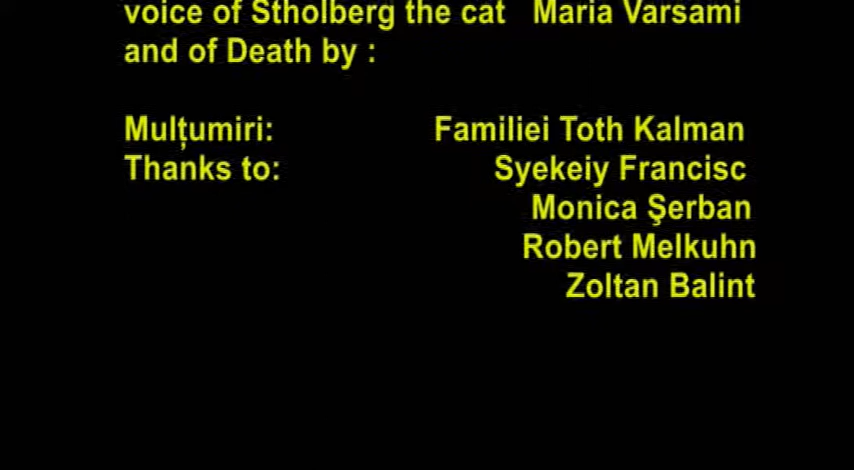 voice of Stholberg the cat Maria Varsami
and of Death by :
Mulțumiri: Familiei Toth Kalman
Thanks to: Syekeiy Francisc
Monica Şerban
Robert Melkuhn
Zoltan Balint